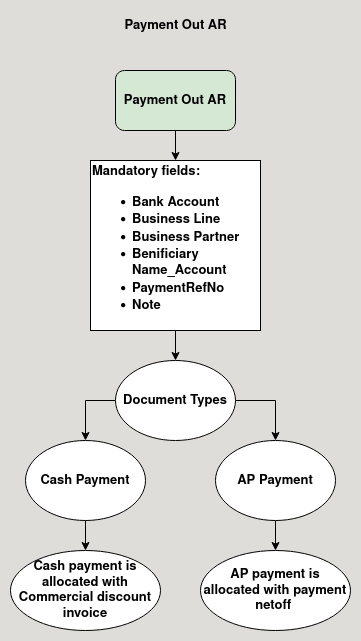 Payment Out AR
Payment Out AR
Mandatory fields:
• Bank Account
• Business Line
• Business Partner
• Benificiary
Name_Account
• PaymentRefNo
• Note
Document Types
Cash Payment
AP Payment
Cash payment is
allocated with
Commercial discount
invoice
AP payment is
allocated with payment
netoff